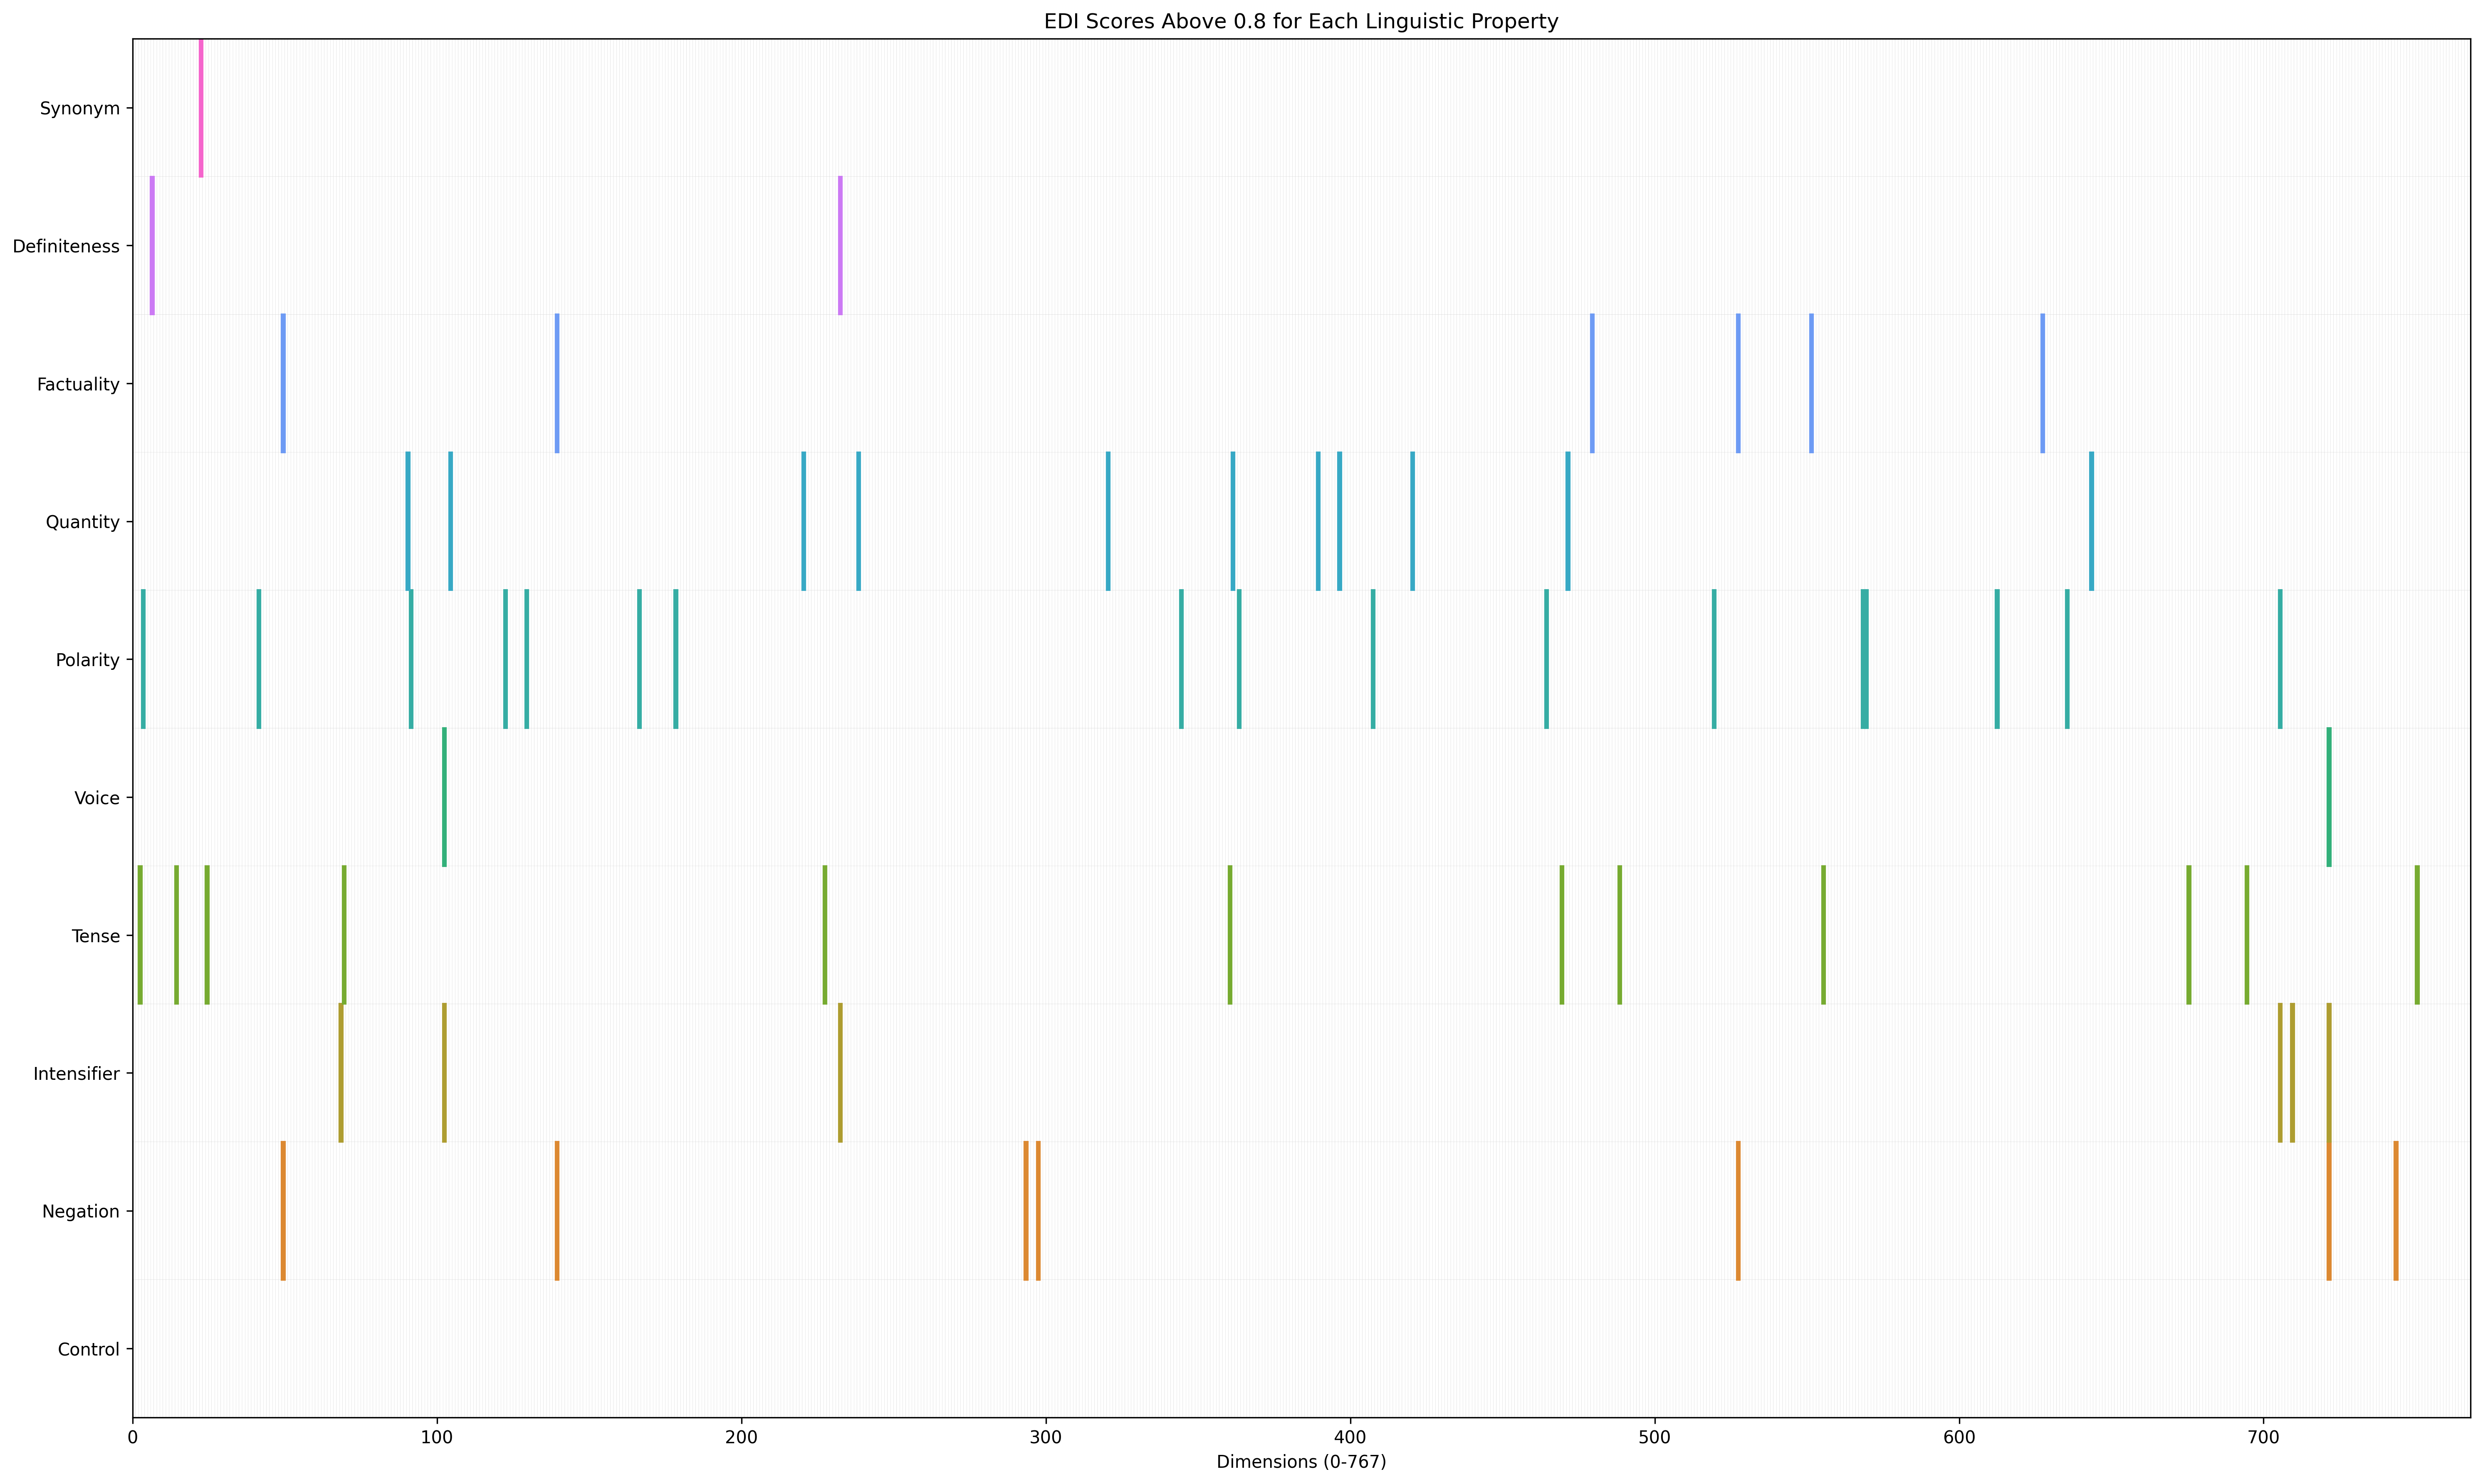 EDI Scores Above 0.8 for Each Linguistic Property
Synonym
Definiteness
Factuality
Quantity
Polarity
Voice
Tense
Intensifier
Negation
Control
0 100 200 300 400 500 600 700
Dimensions (0-767)